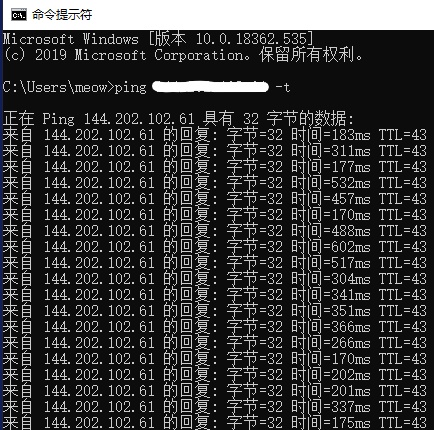 命令提示符
Microsoft Windows [版本 10.0.18362.535]
(c) 2019 Microsoft Corporation。保留所有权利。
C:\Users\meow>ping -t
正在 Ping 144.202.102.61 具有 32 字节的数据:
来自 144.202.102.61 的回复: 字节=32 时间=183ms TTL=43
来自 144.202.102.61 的回复: 字节=32 时间=311ms TTL=43
来自 144.202.102.61 的回复: 字节=32 时间=177ms TTL=43
来自 144.202.102.61 的回复: 字节=32 时间=532ms TTL=43
来自 144.202.102.61 的回复: 字节=32 时间=457ms TTL=43
来自 144.202.102.61 的回复: 字节=32 时间=170ms TTL=43
来自 144.202.102.61 的回复: 字节=32 时间=488ms TTL=43
来自 144.202.102.61 的回复: 字节=32 时间=602ms TTL=43
来自 144.202.102.61 的回复: 字节=32 时间=517ms TTL=43
来自 144.202.102.61 的回复: 字节=32 时间=304ms TTL=43
来自 144.202.102.61 的回复: 字节=32 时间=341ms TTL=43
来自 144.202.102.61 的回复: 字节=32 时间=351ms TTL=43
来自 144.202.102.61 的回复: 字节=32 时间=366ms TTL=43
来自 144.202.102.61 的回复: 字节=32 时间=266ms TTL=43
来自 144.202.102.61 的回复: 字节=32 时间=170ms TTL=43
来自 144.202.102.61 的回复: 字节=32 时间=202ms TTL=43
来自 144.202.102.61 的回复: 字节=32 时间=201ms TTL=43
来自 144.202.102.61 的回复: 字节=32 时间=337ms TTL=43
来自 144.202.102.61 的回复: 字节=32 时间=175ms TTL=43